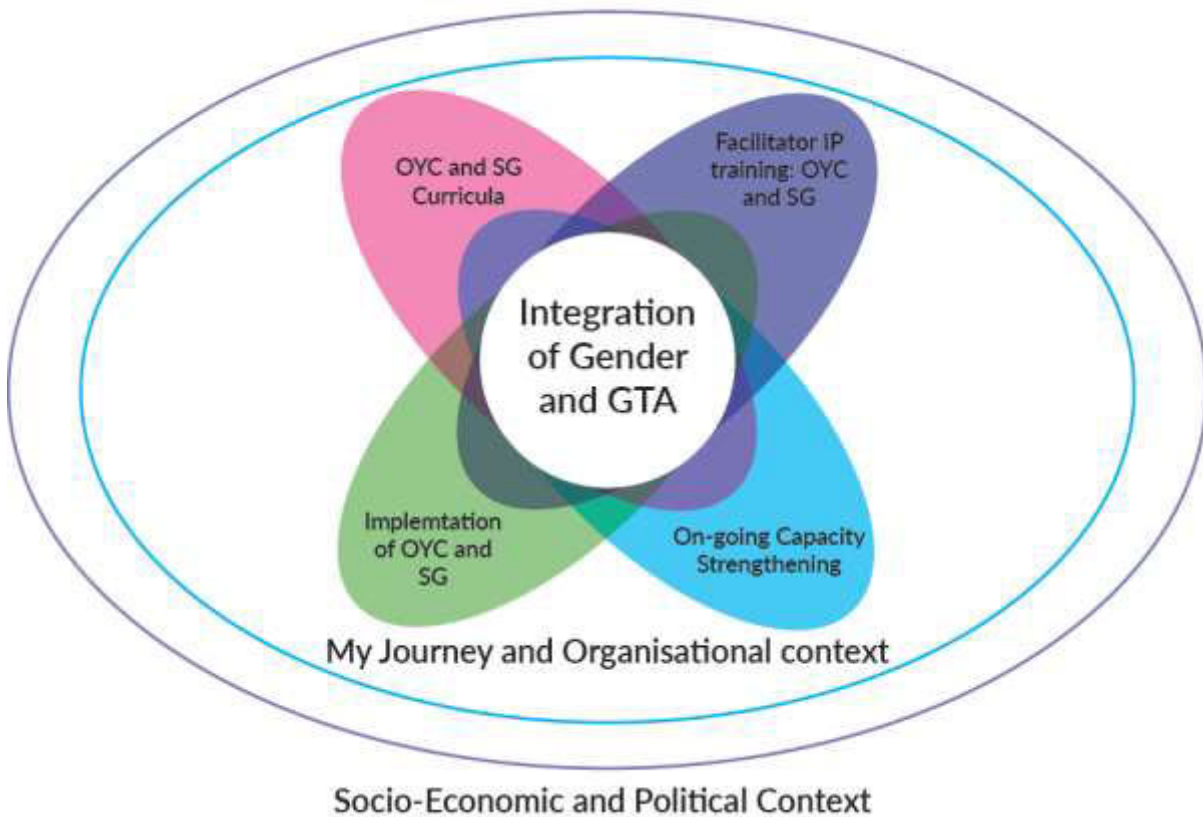 OYC and SG
Curricula
Facilitator IP
training: OYC
and SG
Integration
of Gender
and GTA
Implemtation
of OYC and
SG
On-going Capacity
Strengthening
My Journey and Organisational context
Socio-Economic and Political Context